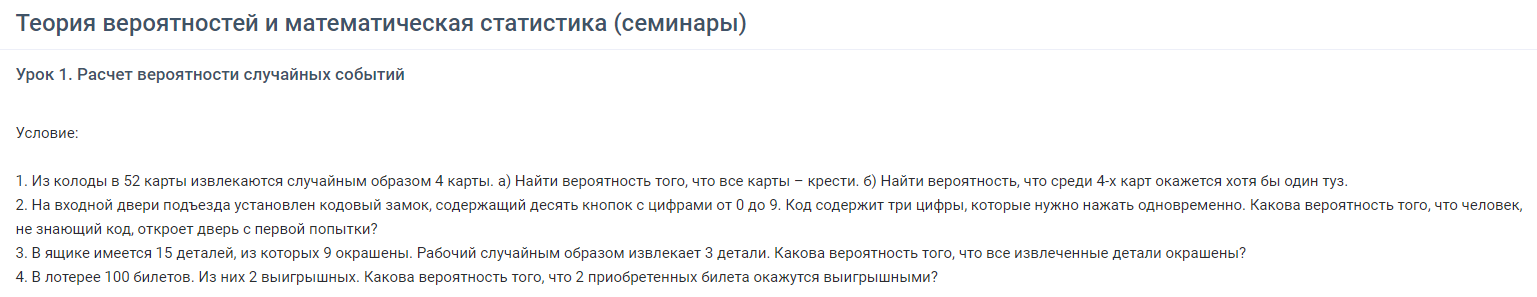 Теория вероятностей и математическая статистика (семинары)
Урок 1. Расчет вероятности случайных событий
Условие:
1. Из колоды в 52 карты извлекаются случайным образом 4 карты. а) Найти вероятность того, что все карты – крести. б) Найти вероятность, что среди 4-х карт окажется хотя бы один туз.
2. На входной двери подъезда установлен кодовый замок, содержащий десять кнопок с цифрами от 0 до 9. Код содержит три цифры, которые нужно нажать одновременно. Какова вероятность того, что человек,
не знающий код, откроет дверь с первой попытки?
3. В ящике имеется 15 деталей, из которых 9 окрашены. Рабочий случайным образом извлекает 3 детали. Какова вероятность того, что все извлеченные детали окрашены?
4. В лотерее 100 билетов. Из них 2 выигрышных. Какова вероятность того, что 2 приобретенных билета окажутся выигрышными?